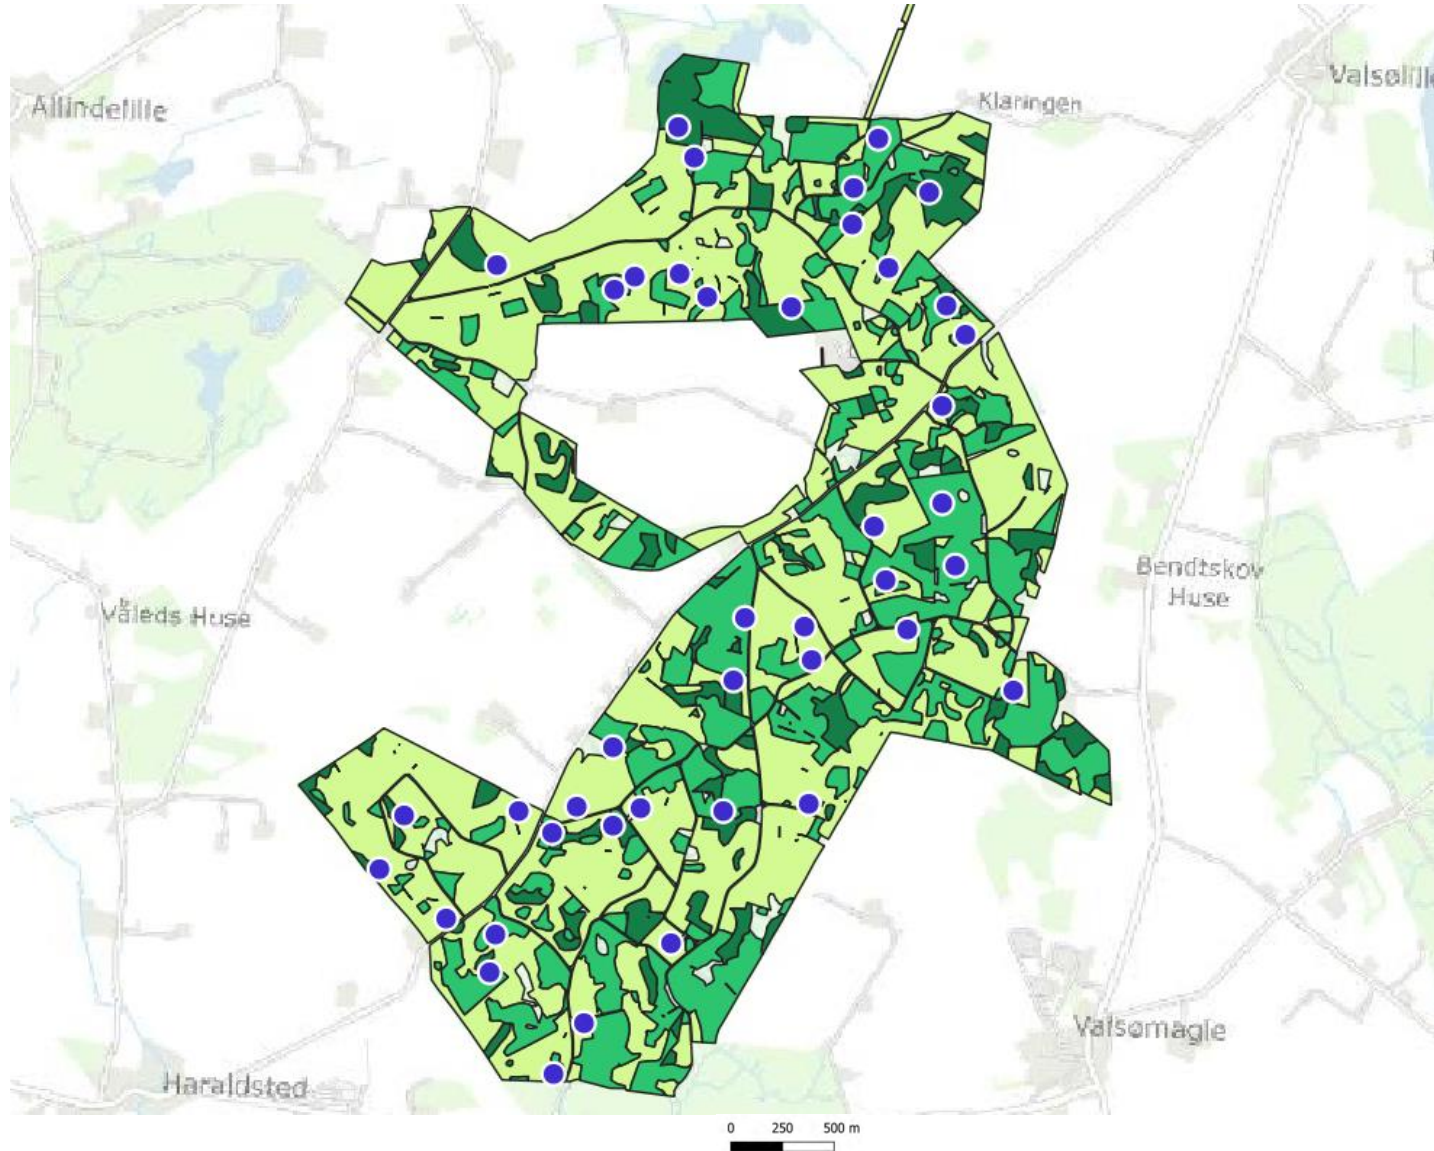 Valsølille
Klaringen
Allindelille
Bendtskov
Huse
Våleds Huse
Valsømagle
Haraldsted
0 250 500 m